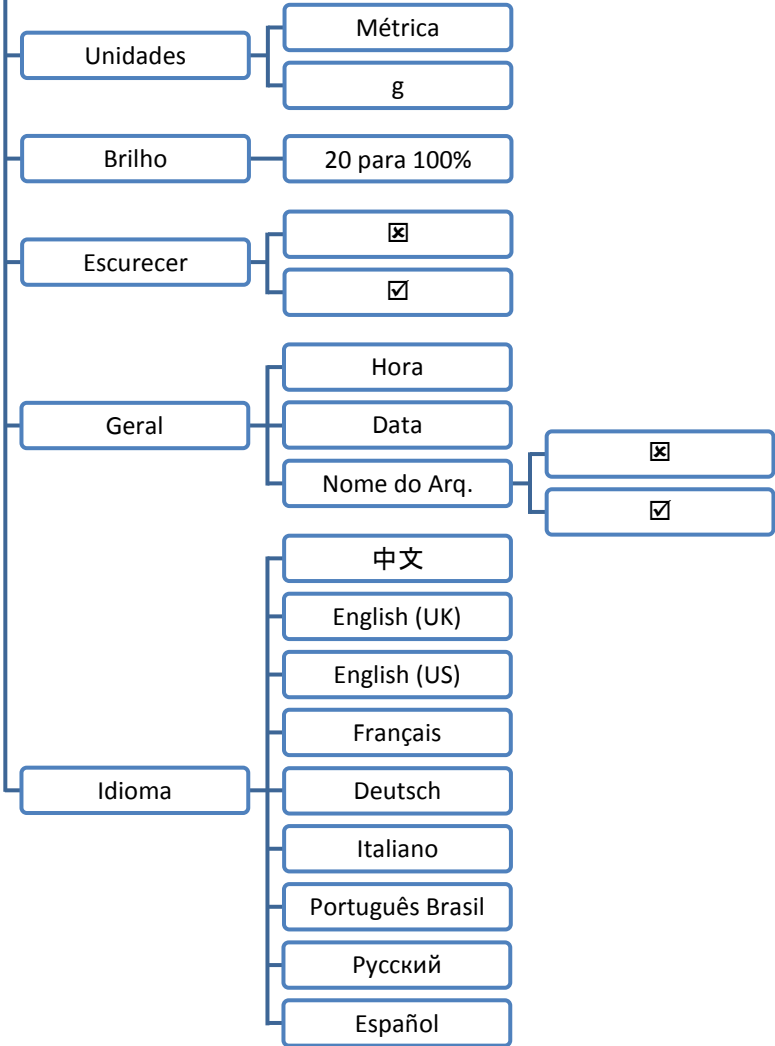 Unidades
Métrica
g
Brilho
20 para 100%
Escurecer
☒
☑
Geral
Hora
Data
Nome do Arq.
☒
☑
Idioma
中文
English (UK)
English (US)
Français
Deutsch
Italiano
Português Brasil
Русский
Español